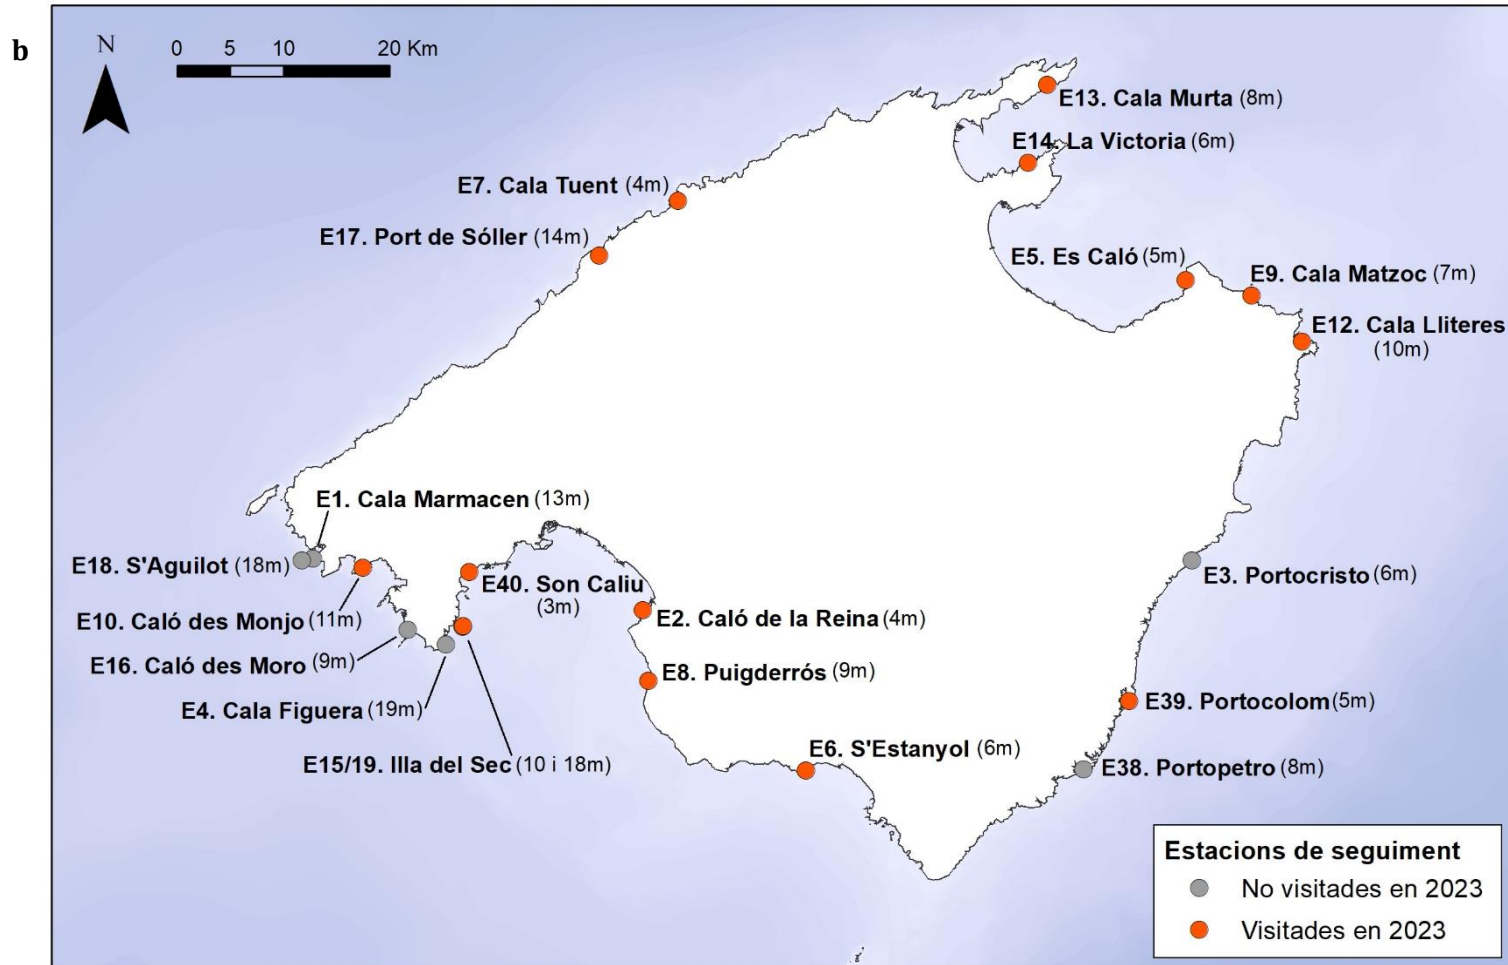 b
N
0 5 10 20 Km
E13. Cala Murta (8m)
E14. La Victoria (6m)
E7. Cala Tuent (4m)
E17. Port de Sóller (14m)
E5. Es Caló (5m)
E9. Cala Matzoc (7m)
E12. Cala Lliteres
(10m)
E1. Cala Marmacen (13m)
E18. S'Aguilot (18m)
E40. Son Caliu
(3m)
E3. Portocristo (6m)
E10. Caló des Monjo (11m)
E2. Caló de la Reina (4m)
E16. Caló des Moro (9m)
E8. Puigderrós (9m)
E4. Cala Figuera (19m)
E39. Portocolom (5m)
E15/19. Illa del Sec (10 i 18m)
E6. S'Estanyol (6m)
E38. Portopetro (8m)
Estacions de seguiment
No visitades en 2023
Visitades en 2023